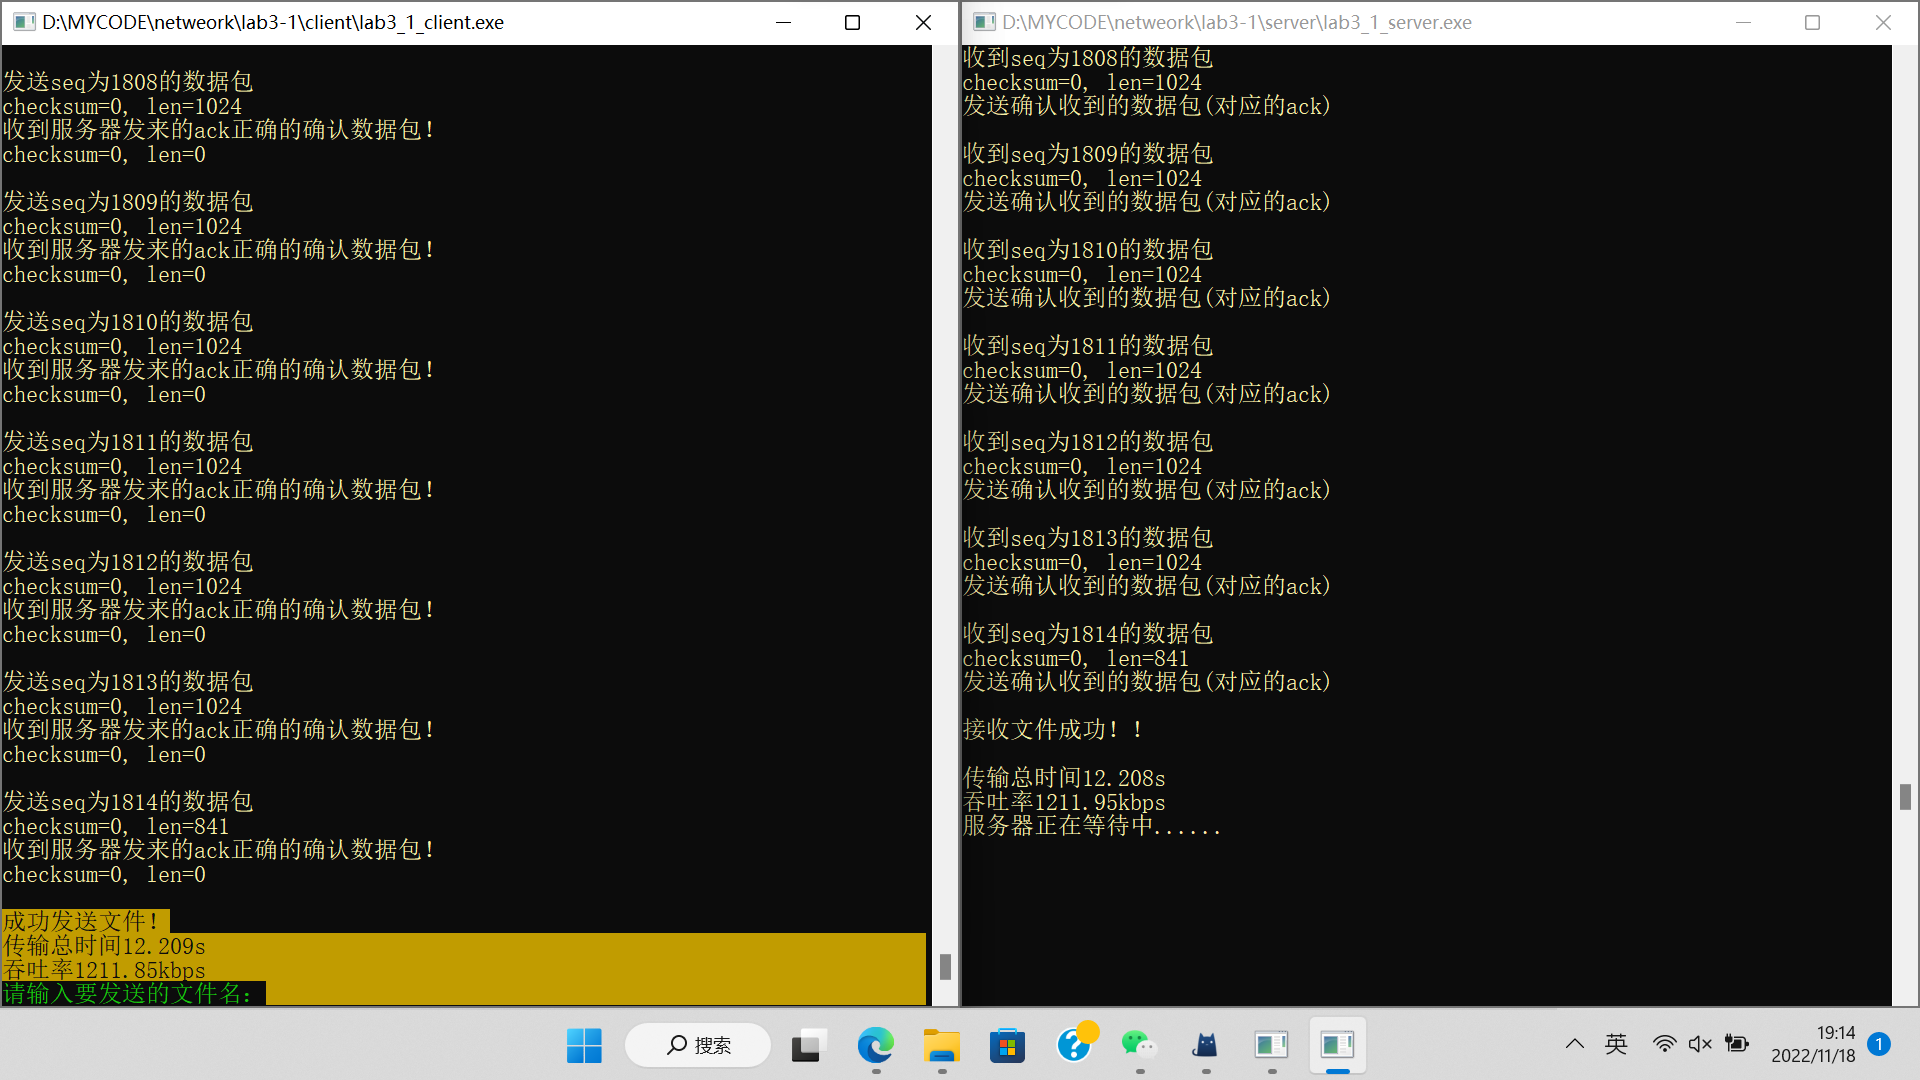 D:\MYCODE\netweork\lab3-1\client\lab3_1_client.exe
发送seq为1808的数据包
checksum=0, len=1024
收到服务器发来的ack正确的确认数据包!
checksum=0, len=0
发送seq为1809的数据包
checksum=0, len=1024
收到服务器发来的ack正确的确认数据包!
checksum=0, len=0
发送seq为1810的数据包
checksum=0, len=1024
收到服务器发来的ack正确的确认数据包!
checksum=0, len=0
发送seq为1811的数据包
checksum=0, len=1024
收到服务器发来的ack正确的确认数据包!
checksum=0, len=0
发送seq为1812的数据包
checksum=0, len=1024
收到服务器发来的ack正确的确认数据包!
checksum=0, len=0
发送seq为1813的数据包
checksum=0, len=1024
收到服务器发来的ack正确的确认数据包!
checksum=0, len=0
发送seq为1814的数据包
checksum=0, len=841
收到服务器发来的ack正确的确认数据包!
checksum=0, len=0
成功发送文件!
传输总时间12.209s
吞吐率1211.85kbps
请输入要发送的文件名:
D:\MYCODE\netweork\lab3-1\server\lab3_1_server.exe
收到seq为1808的数据包
checksum=0, len=1024
发送确认收到的数据包(对应的ack)
收到seq为1809的数据包
checksum=0, len=1024
发送确认收到的数据包(对应的ack)
收到seq为1810的数据包
checksum=0, len=1024
发送确认收到的数据包(对应的ack)
收到seq为1811的数据包
checksum=0, len=1024
发送确认收到的数据包(对应的ack)
收到seq为1812的数据包
checksum=0, len=1024
发送确认收到的数据包(对应的ack)
收到seq为1813的数据包
checksum=0, len=1024
发送确认收到的数据包(对应的ack)
收到seq为1814的数据包
checksum=0, len=841
发送确认收到的数据包(对应的ack)
接收文件成功!!
传输总时间12.208s
吞吐率1211.95kbps
服务器正在等待中......
搜索
英
19:14
2022/11/18
1